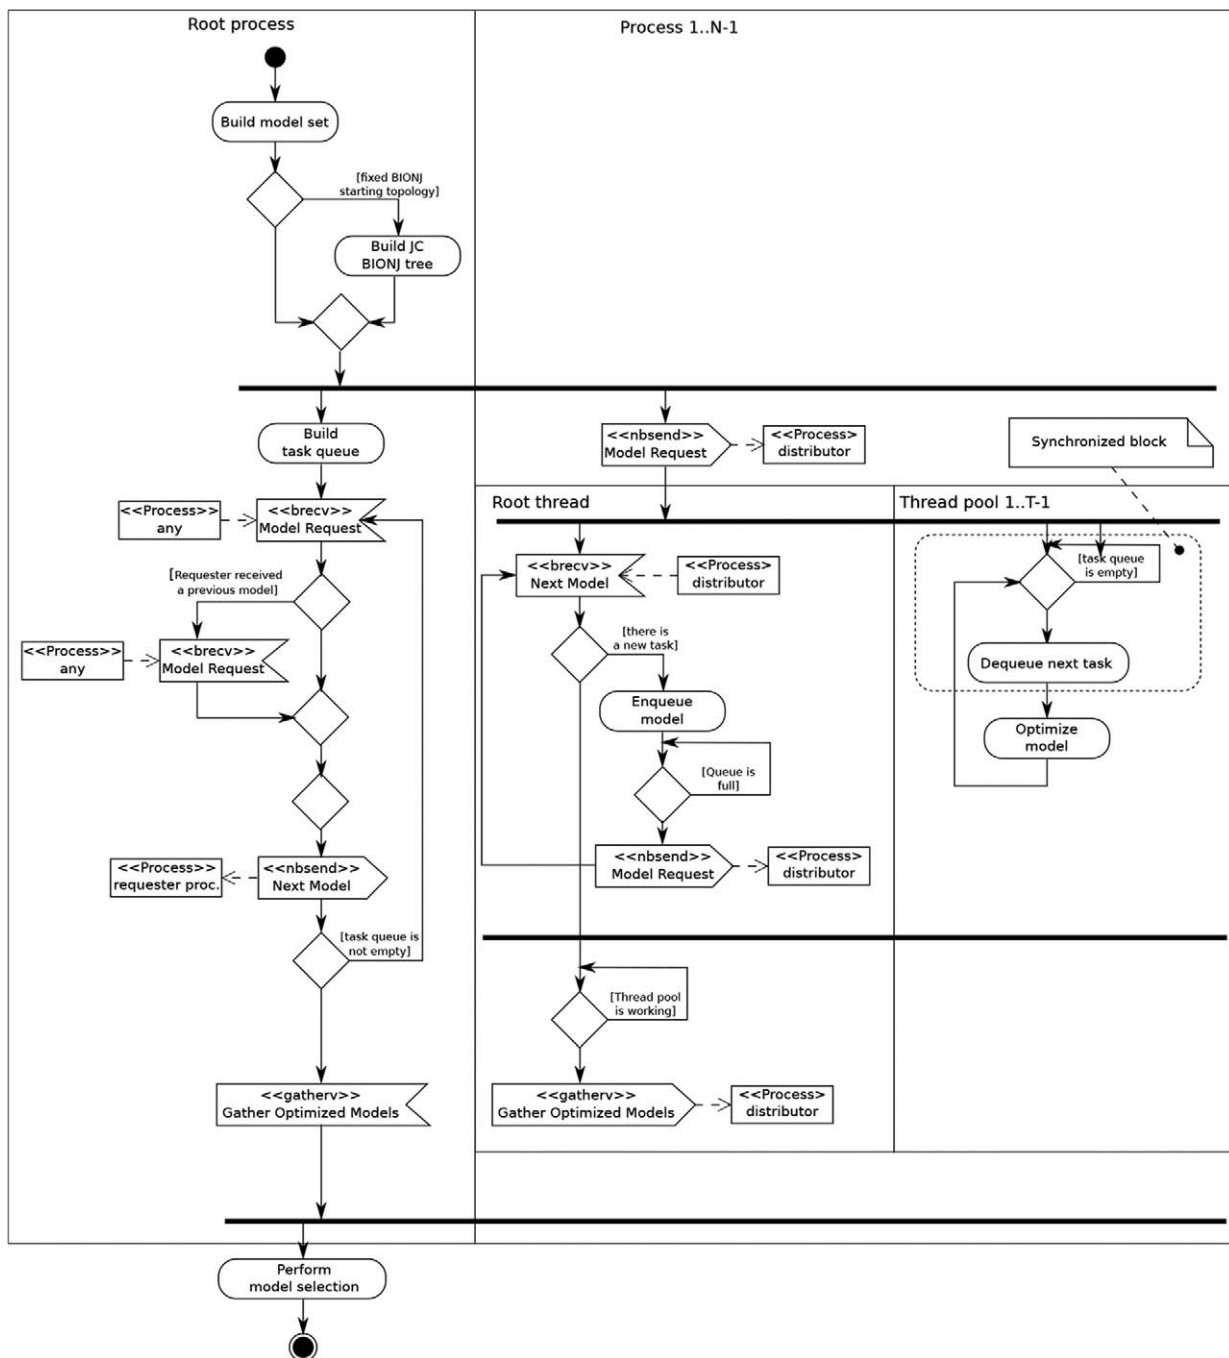 Root process
Process 1..N-1
Build model set
[fixed BIONJ
starting topology]
Build JC
BIONJ tree
Build
task queue
<<nbsend>>
Model Request
<<Process>
distributor
Synchronized block
<<Process>>
any
<<brecv>>
Model Request
[Requester received
a previous model]
<<Process>>
any
<<brecv>>
Model Request
<<Process>>
requester proc.
<<nbsend>>
Next Model
[task queue is
not empty]
<<gatherv>>
Gather Optimized Models
Root thread
<<brecv>>
Next Model
<<Process>
distributor
[there is
a new task]
Enqueue
model
[Queue is
full]
<<nbsend>>
Model Request
<<Process>
distributor
[Thread pool
is working]
<<gatherv>>
Gather Optimized Models
<<Process>
distributor
Thread pool 1..T-1
[task queue
is empty]
Dequeue next task
Optimize
model
Perform
model selection